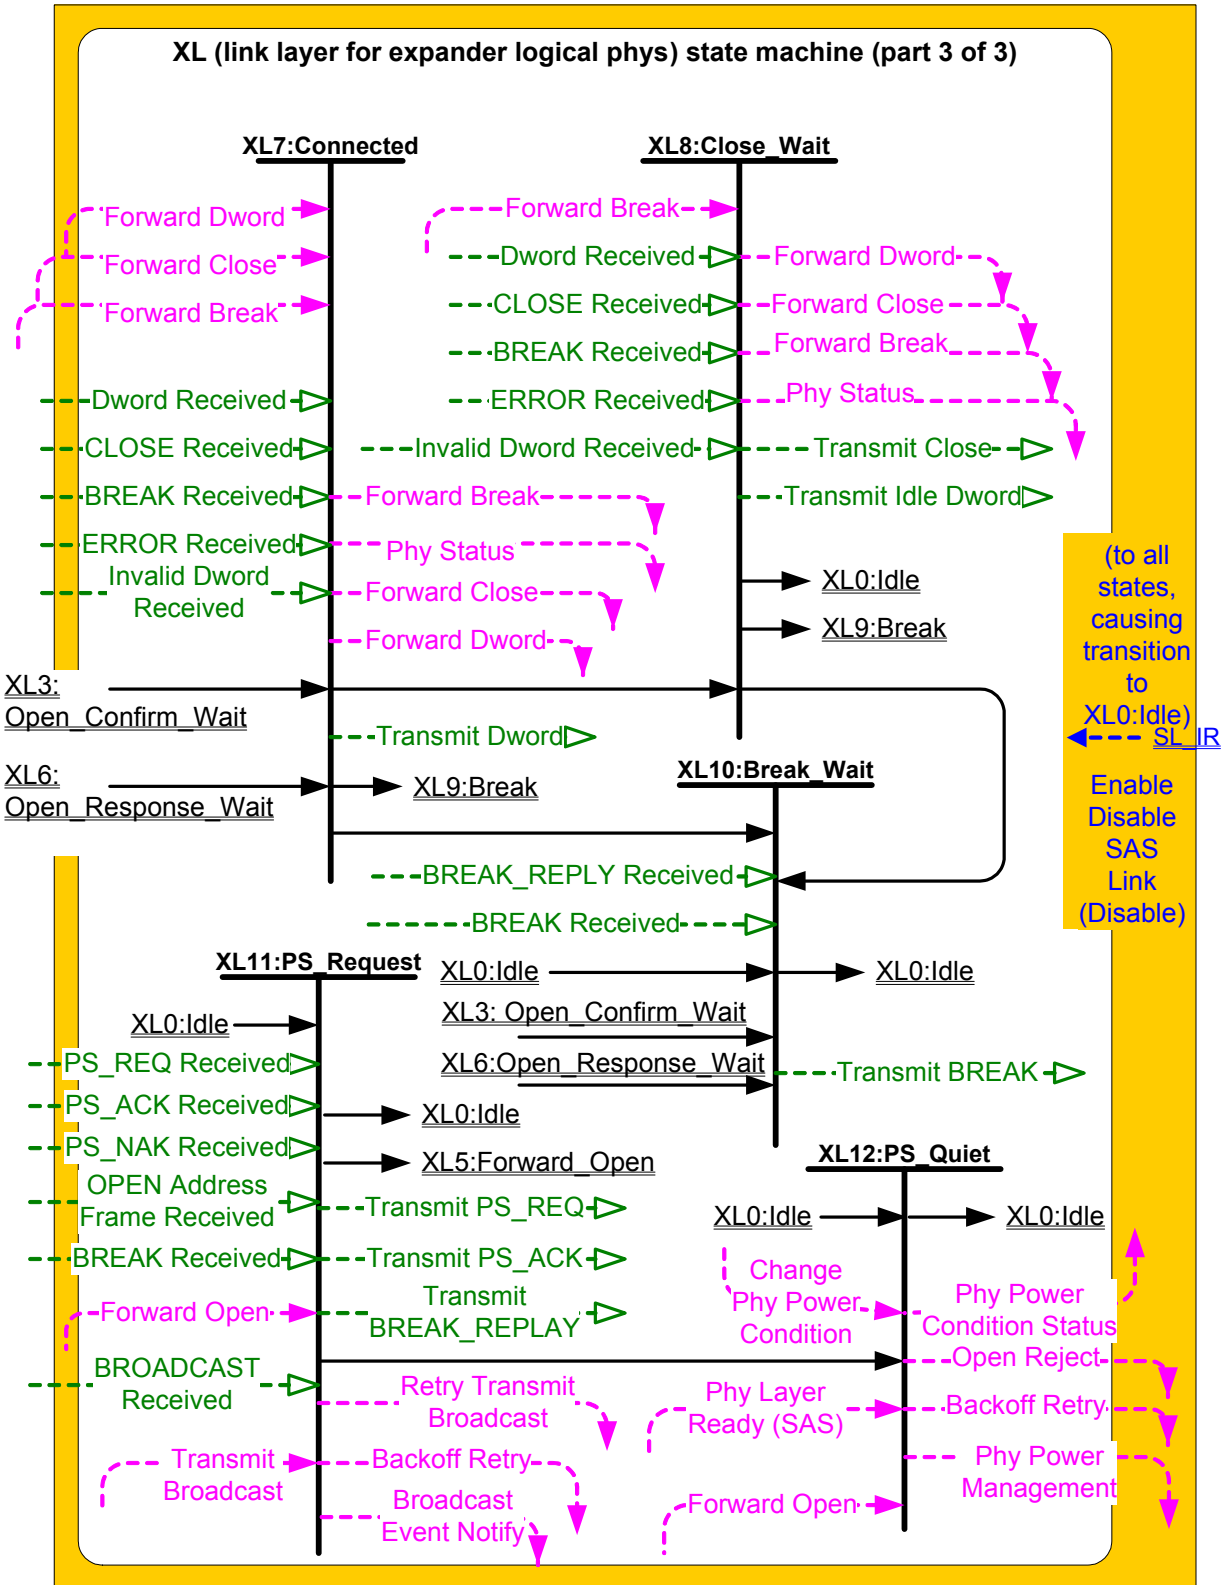 XL (link layer for expander logical phys) state machine (part 3 of 3)
XL7:Connected
Forward Dword
Forward Close
Forward Break
Dword Received
CLOSE Received
BREAK Received
Forward Break
ERROR Received
Phy Status
Invalid Dword
Received
Forward Close
Forward Dword
XL3:
Open_Confirm_Wait
Transmit Dword
XL6:
Open_Response_Wait
XL9:Break
XL8:Close_Wait
Forward Break
Dword Received
Forward Dword
CLOSE Received
Forward Close
BREAK Received
Forward Break
ERROR Received
Phy Status
Invalid Dword Received
Transmit Close
Transmit Idle Dword
XL0:Idle
XL9:Break
(to all
states,
causing
transition
to
XL0:Idle)
SL_IR
Enable
Disable
SAS
Link
(Disable)
XL10:Break_Wait
BREAK_REPLY Received
BREAK Received
XL0:Idle
XL0:Idle
XL3: Open_Confirm_Wait
XL6:Open_Response_Wait
Transmit BREAK
XL11:PS_Request
XL0:Idle
PS_REQ Received
PS_ACK Received
XL0:Idle
PS_NAK Received
XL5:Forward_Open
OPEN Address
Frame Received
Transmit PS_REQ
BREAK Received
Transmit PS_ACK
Forward Open
Transmit
BREAK_REPLAY
BROADCAST
Received
Retry Transmit
Broadcast
Transmit
Broadcast
Backoff Retry
Broadcast
Event Notify
XL12:PS_Quiet
XL0:Idle
XL0:Idle
Change
Phy Power
Condition
Phy Power
Condition Status
Open Reject
Phy Layer
Ready (SAS)
Backoff Retry
Phy Power
Management
Forward Open